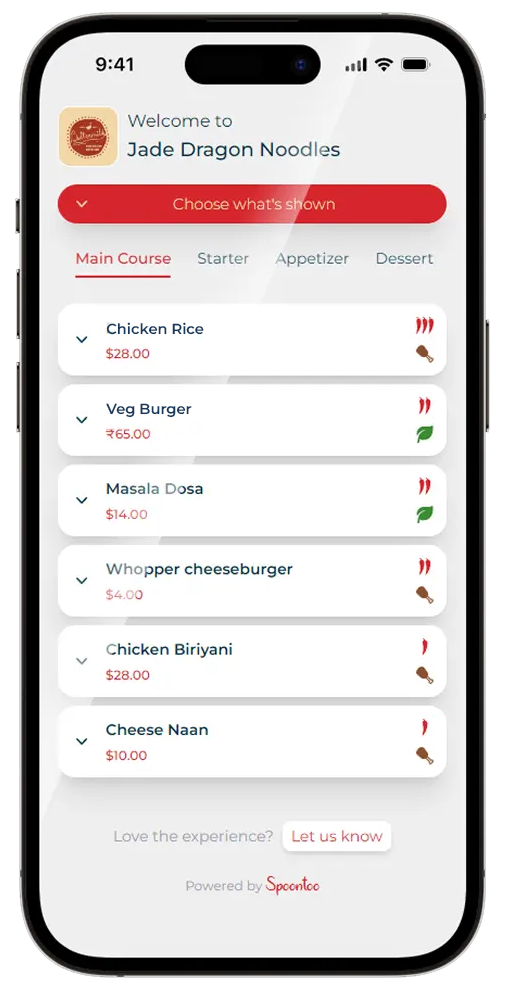 9:41
Welcome to
Jade Dragon Noodles
Choose what's shown
Main Course Starter Appetizer Dessert
Chicken Rice
$28.00
Veg Burger
₹65.00
Masala Dosa
$14.00
Whopper cheeseburger
$4.00
Chicken Biriyani
$28.00
Cheese Naan
$10.00
Love the experience? Let us know
Powered by Spoontoo